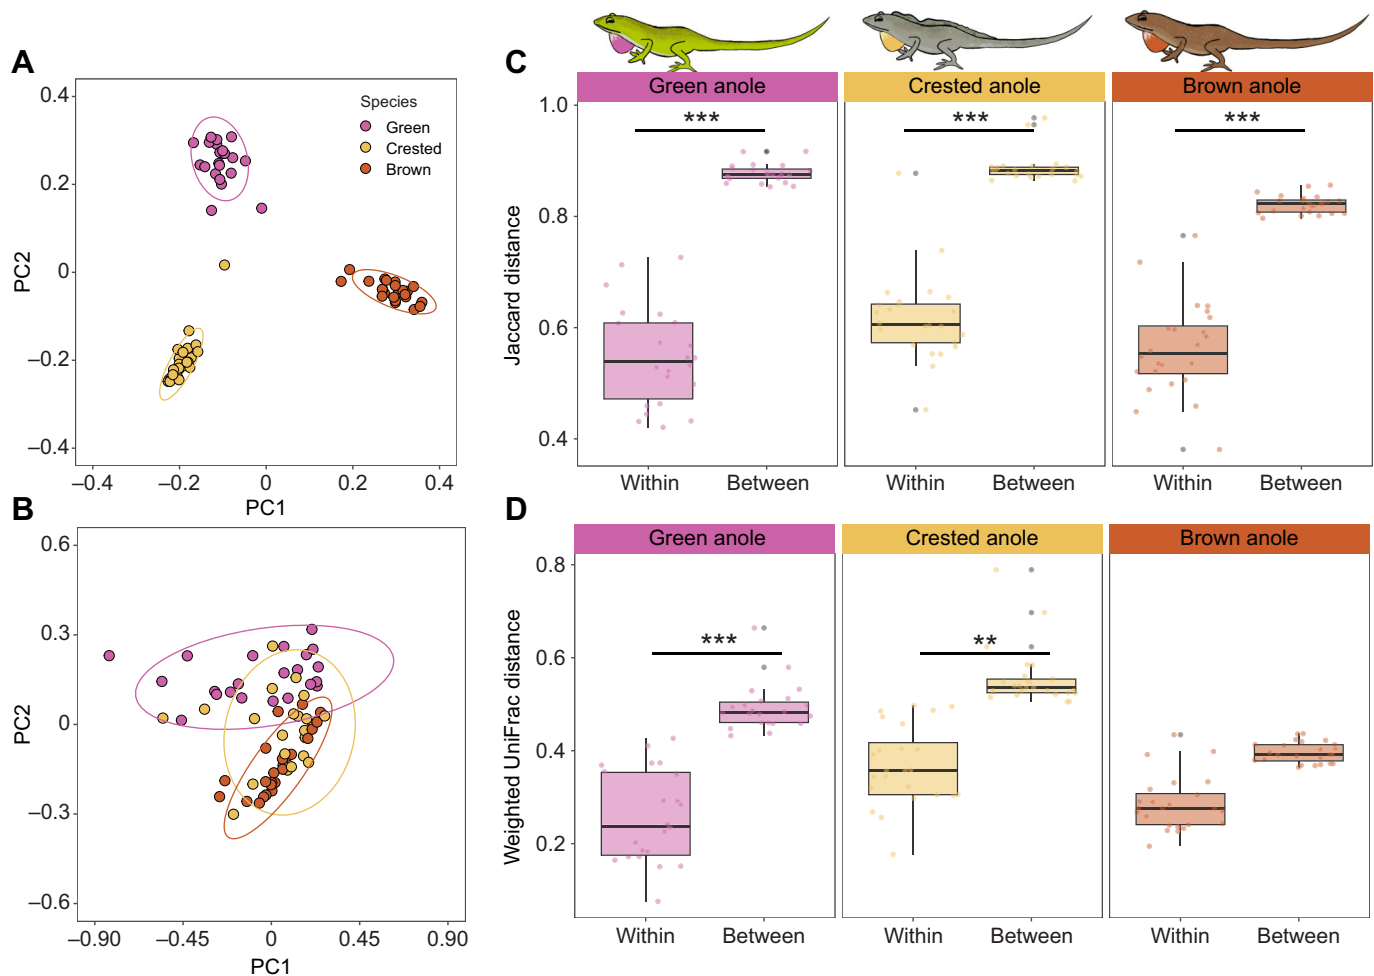 A
0.4
0.2
0
–0.2
–0.4
PC2
Species
Green
Crested
Brown
–0.4
–0.2
0
0.2
0.4
PC1
B
0.6
0.3
0
–0.3
–0.6
PC2
–0.90
–0.45
0
0.45
0.90
PC1
C
Green anole
Crested anole
Brown anole
1.0
0.8
0.6
0.4
Jaccard distance
***
***
***
Within
Between
Within
Between
Within
Between
D
Green anole
Crested anole
Brown anole
0.8
0.6
0.4
0.2
Weighted UniFrac distance
***
**
Within
Between
Within
Between
Within
Between